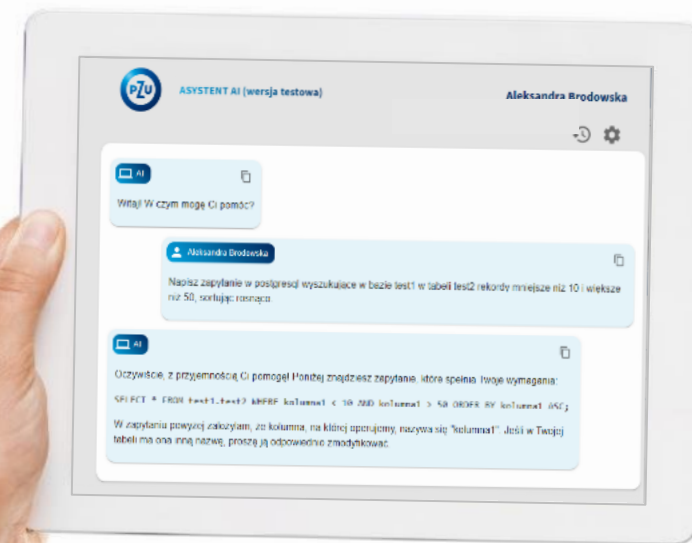 PZU
ASYSTENT AI (wersja testowa)
Aleksandra Brodowska
AI
Witaj! W czym mogę Ci pomóc?
Aleksandra Brodowska
Napisz zapytanie w postgresql wyszukujace w bazie test1 w tabeli test2 rekordy mniejsze niż 10 i większe
niż 50, sortując rosnąco
AI
Oczywiście, z przyjemnością Ci pomogę! Poniżej znajdziesz zapytanie, które spełnia Twoje wymagania:
SELECT * FROM test1.test2 WHERE kolumna1 < 10 AND kolumna1 > 50 ORDER BY kolumna1 ASC;
W zapytaniu powyżej założyłam, że kolumna, na której operujemy, nazywa się "kolumna1". Jeśli w Twojej
tabeli ma ona inną nazwę, proszę ją odpowiednio zmodyfikować.